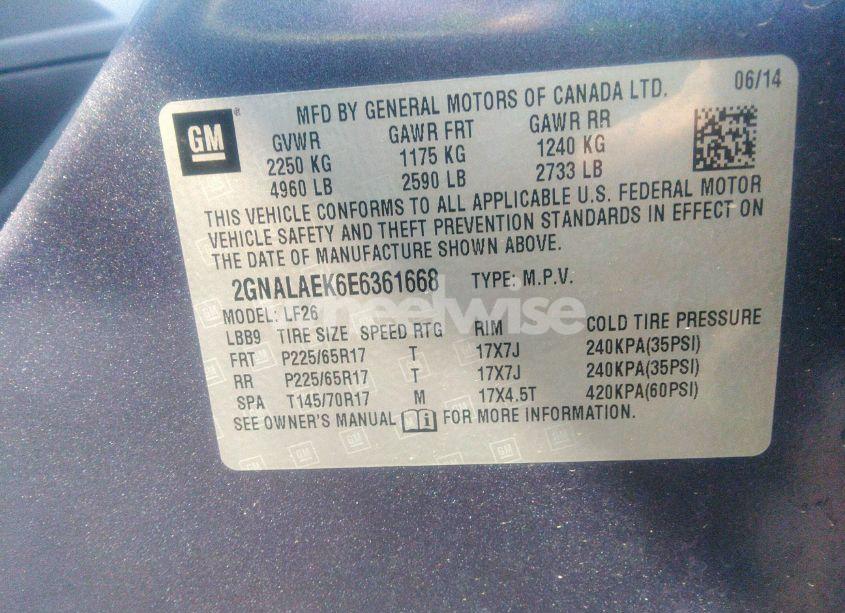 MFD BY GENERAL MOTORS OF CANADA LTD. 06/14
GM®
GVWR GAWR FRT GAWR RR
2250 KG 1175 KG 1240 KG
4960 LB 2590 LB 2733 LB
THIS VEHICLE CONFORMS TO ALL APPLICABLE U.S. FEDERAL MOTOR
VEHICLE SAFETY AND THEFT PREVENTION STANDARDS IN EFFECT ON
THE DATE OF MANUFACTURE SHOWN ABOVE.
2GNALAEK6E6361668 TYPE: M.P.V.
wheelwise
MODEL: LF26
LBB9 TIRE SIZE SPEED RTG RIM COLD TIRE PRESSURE
FRT P225/65R17 T 17X7J 240KPA(35PSI)
RR P225/65R17 T 17X7J 240KPA(35PSI)
SPA T145/70R17 M 17X4.5T 420KPA(60PSI)
SEE OWNER'S MANUAL i FOR MORE INFORMATION.